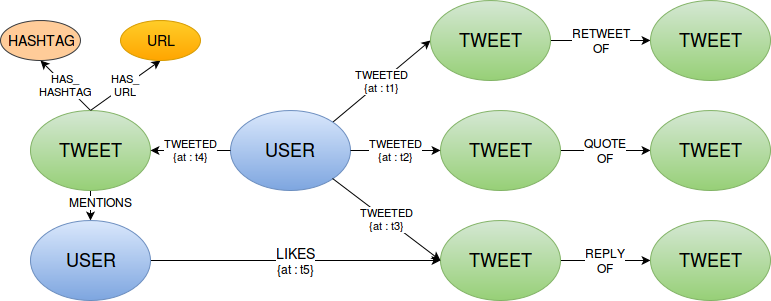 HASHTAG
URL
TWEET
RETWEET
OF
TWEET
HAS_
HASHTAG
HAS_
URL
TWEETED
{at : t1}
TWEET
TWEETED
{at : t4}
USER
TWEETED
{at : t2}
TWEET
QUOTE
OF
TWEET
MENTIONS
TWEETED
{at : t3}
USER
LIKES
{at : t5}
TWEET
REPLY
OF
TWEET